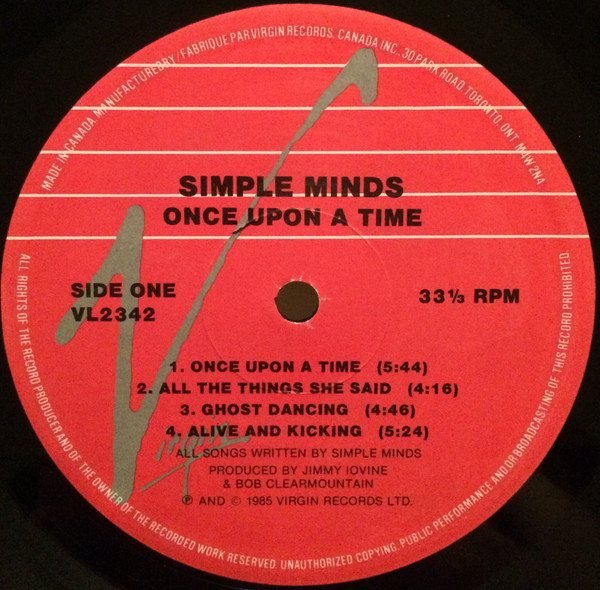 MADE IN CANADA. MANUFACTURED BY / FABRIQUE PAR VIRGIN RECORDS, CANADA INC., 30 PARK ROAD TORONTO. ONT. M4W 2N4
SIMPLE MINDS
ONCE UPON A TIME
SIDE ONE
VL2342
33⅓ RPM
1. ONCE UPON A TIME (5:44)
2. ALL THE THINGS SHE SAID (4:16)
3. GHOST DANCING (4:46)
4. ALIVE AND KICKING (5:24)
Virgin
ALL SONGS WRITTEN BY SIMPLE MINDS
PRODUCED BY JIMMY IOVINE
& BOB CLEARMOUNTAIN
℗ AND © 1985 VIRGIN RECORDS LTD.
ALL RIGHTS OF THE RECORD PRODUCER AND OF THE OWNER OF THE RECORDED WORK RESERVED. UNAUTHORIZED COPYING, PUBLIC PERFORMANCE AND/OR BROADCASTING OF THIS RECORD PROHIBITED.